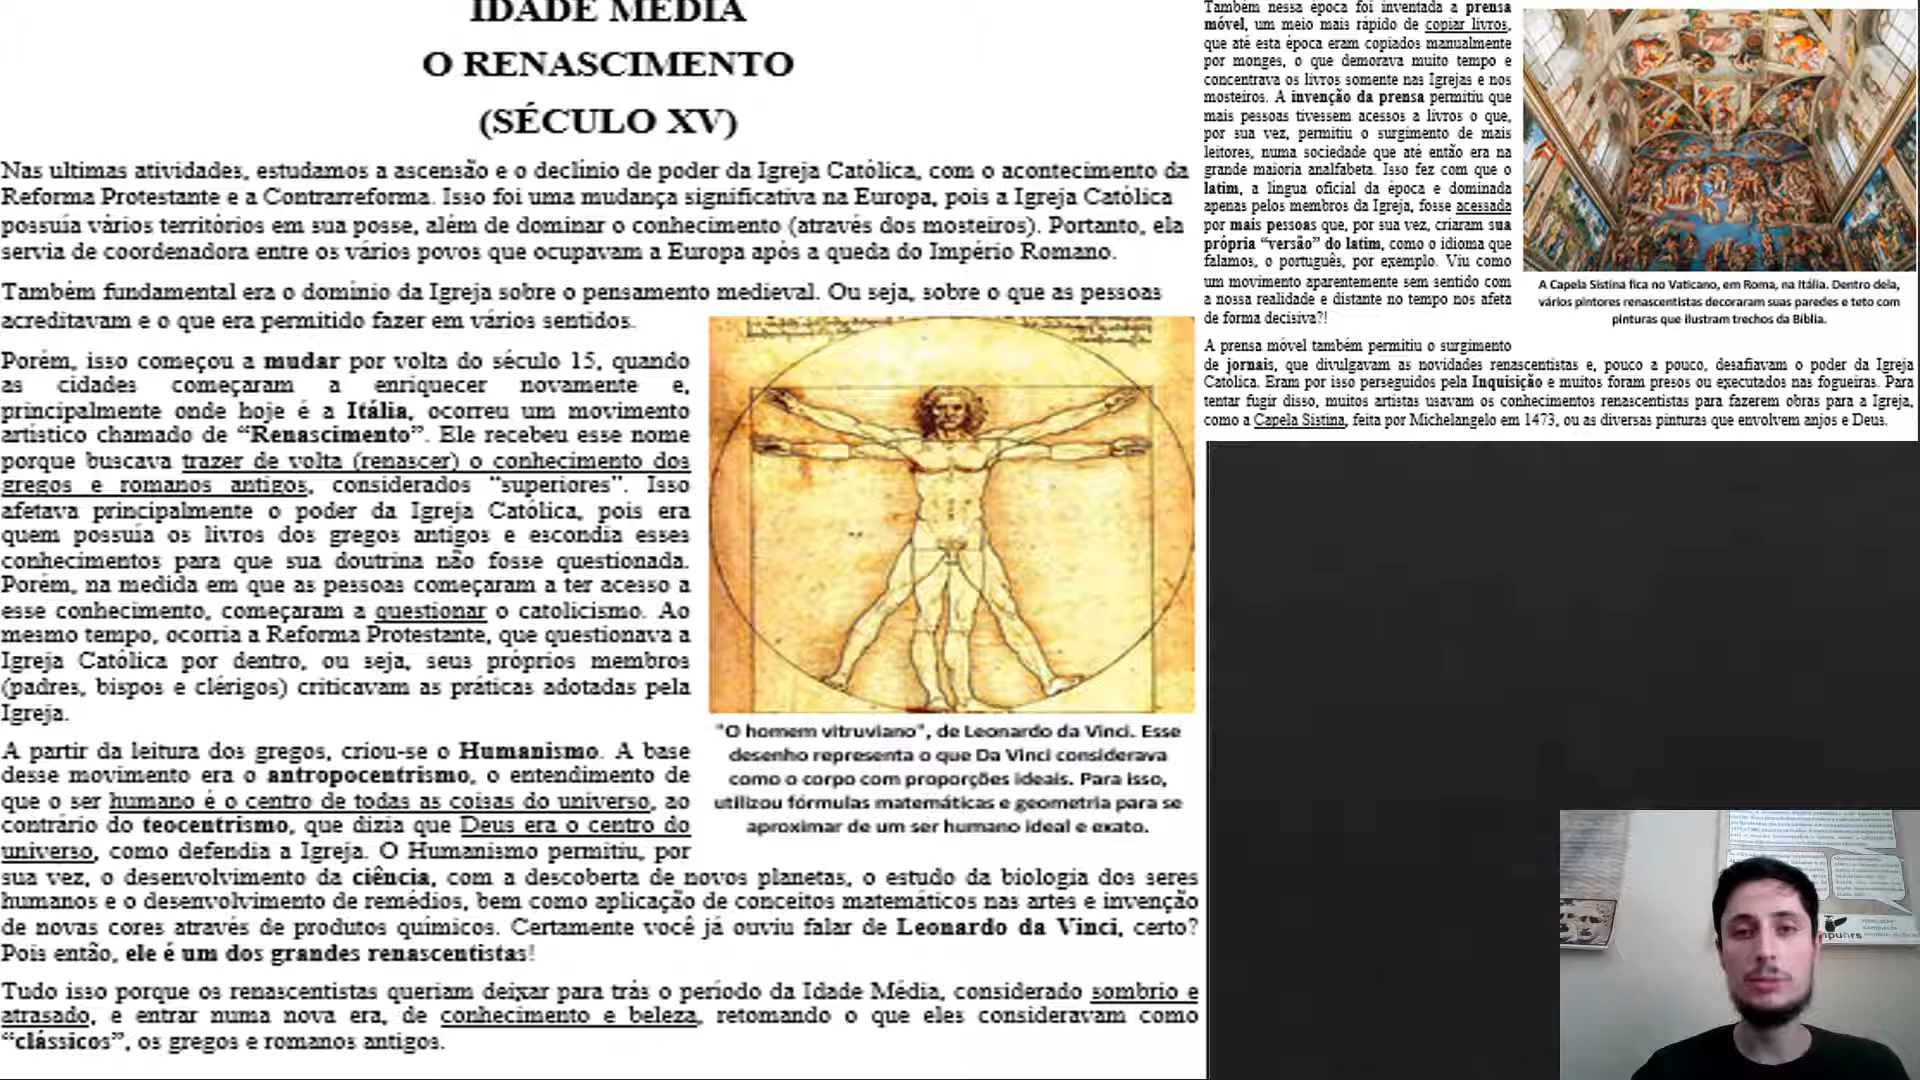 IDADE MÉDIA
O RENASCIMENTO
(SÉCULO XV)
Nas ultimas atividades, estudamos a ascensão e o declínio de poder da Igreja Católica, com o acontecimento da
Reforma Protestante e a Contrarreforma. Isso foi uma mudança significativa na Europa, pois a Igreja Católica
possuía vários territórios em sua posse, além de dominar o conhecimento (através dos mosteiros). Portanto, ela
servia de coordenadora entre os vários povos que ocupavam a Europa após a queda do Império Romano.
Também fundamental era o domínio da Igreja sobre o pensamento medieval. Ou seja, sobre o que as pessoas
acreditavam e o que era permitido fazer em vários sentidos.
Porém, isso começou a mudar por volta do século 15, quando
as cidades começaram a enriquecer novamente e,
principalmente onde hoje é a Itália, ocorreu um movimento
artístico chamado de “Renascimento”. Ele recebeu esse nome
porque buscava trazer de volta (renascer) o conhecimento dos
gregos e romanos antigos, considerados “superiores”. Isso
afetava principalmente o poder da Igreja Católica, pois era
quem possuía os livros dos gregos antigos e escondia esses
conhecimentos para que sua doutrina não fosse questionada.
Porém, na medida em que as pessoas começaram a ter acesso a
esse conhecimento, começaram a questionar o catolicismo. Ao
mesmo tempo, ocorria a Reforma Protestante, que questionava a
Igreja Católica por dentro, ou seja, seus próprios membros
(padres, bispos e clérigos) criticavam as práticas adotadas pela
Igreja.
"O homem vitruviano", de Leonardo da Vinci. Esse
desenho representa o que Da Vinci considerava
como o corpo com proporções ideais. Para isso,
utilizou fórmulas matemáticas e geometria para se
aproximar de um ser humano ideal e exato.
A partir da leitura dos gregos, criou-se o Humanismo. A base
desse movimento era o antropocentrismo, o entendimento de
que o ser humano é o centro de todas as coisas do universo, ao
contrário do teocentrismo, que dizia que Deus era o centro do
universo, como defendia a Igreja. O Humanismo permitiu, por
sua vez, o desenvolvimento da ciência, com a descoberta de novos planetas, o estudo da biologia dos seres
humanos e o desenvolvimento de remédios, bem como aplicação de conceitos matemáticos nas artes e invenção
de novas cores através de produtos químicos. Certamente você já ouviu falar de Leonardo da Vinci, certo?
Pois então, ele é um dos grandes renascentistas!
Tudo isso porque os renascentistas queriam deixar para trás o período da Idade Média, considerado sombrio e
atrasado, e entrar numa nova era, de conhecimento e beleza, retomando o que eles consideravam como
“clássicos”, os gregos e romanos antigos.
Também nessa época foi inventada a prensa
móvel, um meio mais rápido de copiar livros,
que até esta época eram copiados manualmente
por monges, o que demorava muito tempo e
concentrava os livros somente nas Igrejas e nos
mosteiros. A invenção da prensa permitiu que
mais pessoas tivessem acessos a livros o que,
por sua vez, permitiu o surgimento de mais
leitores, numa sociedade que até então era na
grande maioria analfabeta. Isso fez com que o
latim, a língua oficial da época e dominada
apenas pelos membros da Igreja, fosse acessada
por mais pessoas que, por sua vez, criaram sua
própria “versão” do latim, como o idioma que
falamos, o português, por exemplo. Viu como
um movimento aparentemente sem sentido com
a nossa realidade e distante no tempo nos afeta
de forma decisiva?!
A Capela Sistina fica no Vaticano, em Roma, na Itália. Dentro dela,
vários pintores renascentistas decoraram suas paredes e teto com
pinturas que ilustram trechos da Bíblia.
A prensa móvel também permitiu o surgimento
de jornais, que divulgavam as novidades renascentistas e, pouco a pouco, desafiavam o poder da Igreja
Católica. Eram por isso perseguidos pela Inquisição e muitos foram presos ou executados nas fogueiras. Para
tentar fugir disso, muitos artistas usavam os conhecimentos renascentistas para fazerem obras para a Igreja,
como a Capela Sistina, feita por Michelangelo em 1473, ou as diversas pinturas que envolvem anjos e Deus.